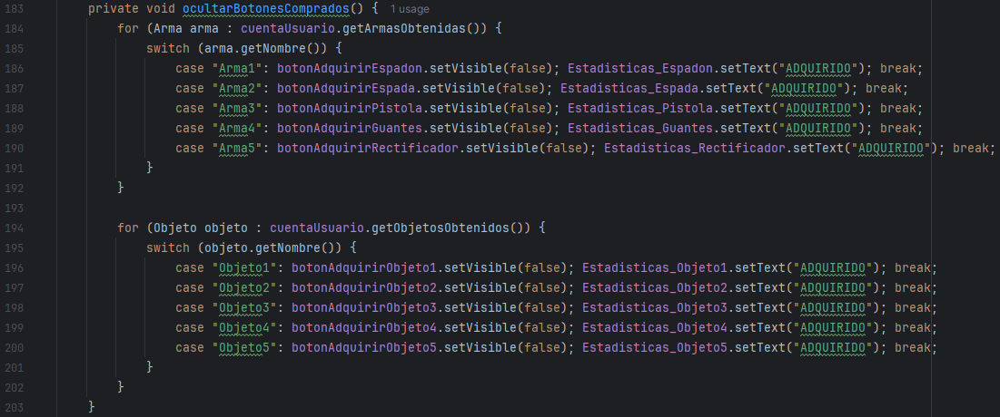 183 private void ocultarBotonesComprados() { 1 usage
184 for (Arma arma : cuentaUsuario.getArmasObtenidas()) {
185 switch (arma.getNombre()) {
186 case "Arma1": botonAdquirirEspadon.setVisible(false); Estadisticas_Espadon.setText("ADQUIRIDO"); break;
187 case "Arma2": botonAdquirirEspada.setVisible(false); Estadisticas_Espada.setText("ADQUIRIDO"); break;
188 case "Arma3": botonAdquirirPistola.setVisible(false); Estadisticas_Pistola.setText("ADQUIRIDO"); break;
189 case "Arma4": botonAdquirirGuantes.setVisible(false); Estadisticas_Guantes.setText("ADQUIRIDO"); break;
190 case "Arma5": botonAdquirirRectificador.setVisible(false); Estadisticas_Rectificador.setText("ADQUIRIDO"); break;
191 }
192 }
193
194 for (Objeto objeto : cuentaUsuario.getObjetosObtenidos()) {
195 switch (objeto.getNombre()) {
196 case "Objeto1": botonAdquirirObjeto1.setVisible(false); Estadisticas_Objeto1.setText("ADQUIRIDO"); break;
197 case "Objeto2": botonAdquirirObjeto2.setVisible(false); Estadisticas_Objeto2.setText("ADQUIRIDO"); break;
198 case "Objeto3": botonAdquirirObjeto3.setVisible(false); Estadisticas_Objeto3.setText("ADQUIRIDO"); break;
199 case "Objeto4": botonAdquirirObjeto4.setVisible(false); Estadisticas_Objeto4.setText("ADQUIRIDO"); break;
200 case "Objeto5": botonAdquirirObjeto5.setVisible(false); Estadisticas_Objeto5.setText("ADQUIRIDO"); break;
201 }
202 }
203 }